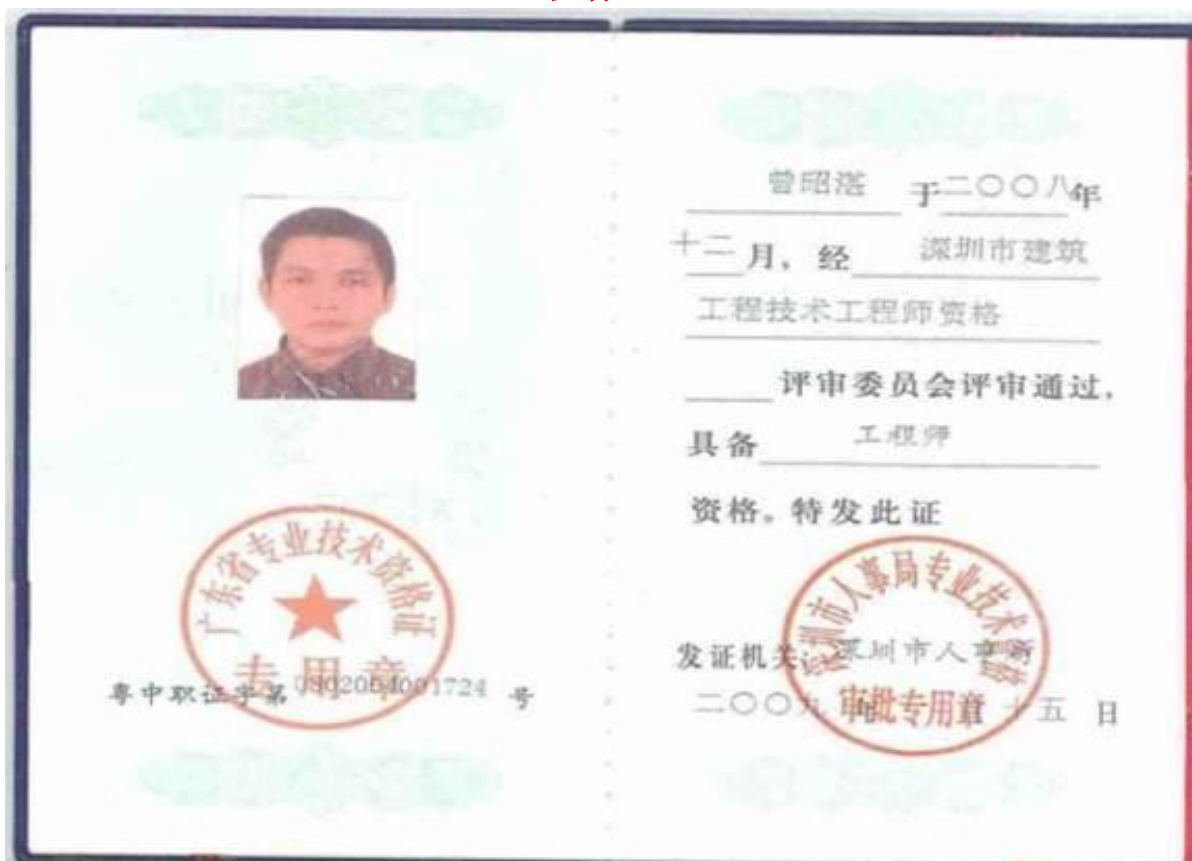 广东省专业技术资格证
专用章
粤中职证字第 0802004001724 号
曾昭湛 于二〇〇八年
十二月，经 深圳市建筑
工程技术工程师资格
评审委员会评审通过，
具备 工程师
资格。特发此证
深圳市人事局专业技术资格
审批专用章
发证机关：深圳市人事局
二〇〇九年 十五 日